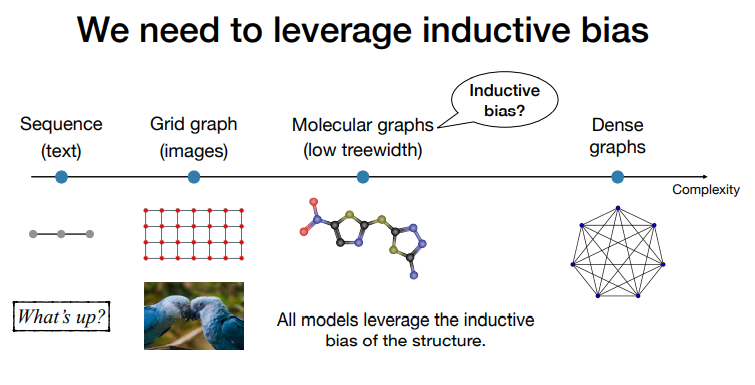 We need to leverage inductive bias
Inductive
bias?
Sequence
(text)
Grid graph
(images)
Molecular graphs
(low treewidth)
Dense
graphs
Complexity
What's up?
All models leverage the inductive
bias of the structure.